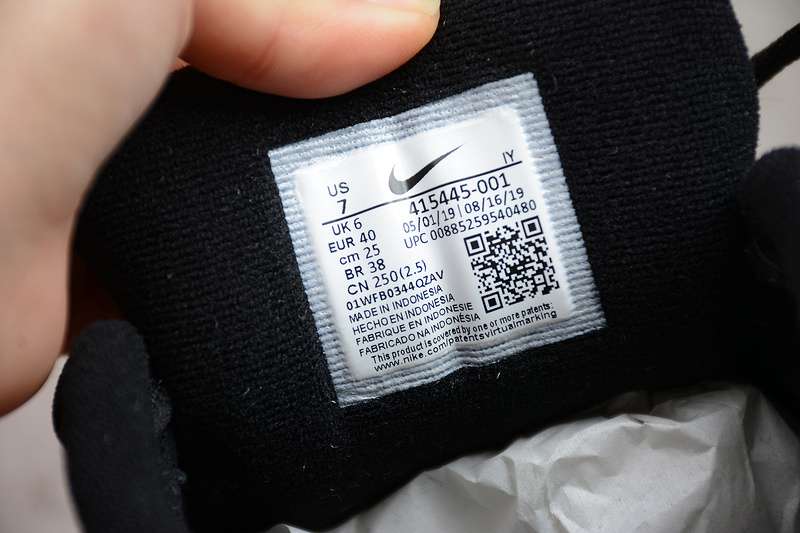 US
7
IY
415445-001
UK 6
05/01/19 | 08/16/19
EUR 40
UPC 00885259540480
cm 25
BR 38
CN 250(2.5)
01WFB0344QZAV
MADE IN INDONESIA
HECHO EN INDONESIA
FABRIQUE EN INDONESIE
FABRICADO NA INDONÉSIA
This product is covered by one or more patents:
www.nike.com/patentsvirtualmarking